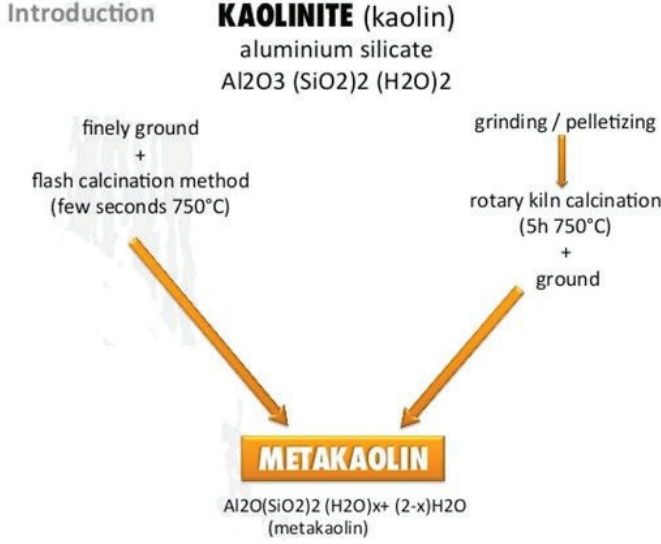 Introduction
KAOLINITE (kaolin)
aluminium silicate
Al2O3 (SiO2)2 (H2O)2
finely ground
+
flash calcination method
(few seconds 750°C)
grinding / pelletizing
rotary kiln calcination
(5h 750°C)
+
ground
METAKAOLIN
Al2O(SiO2)2 (H2O)x+ (2-x)H2O
(metakaolin)